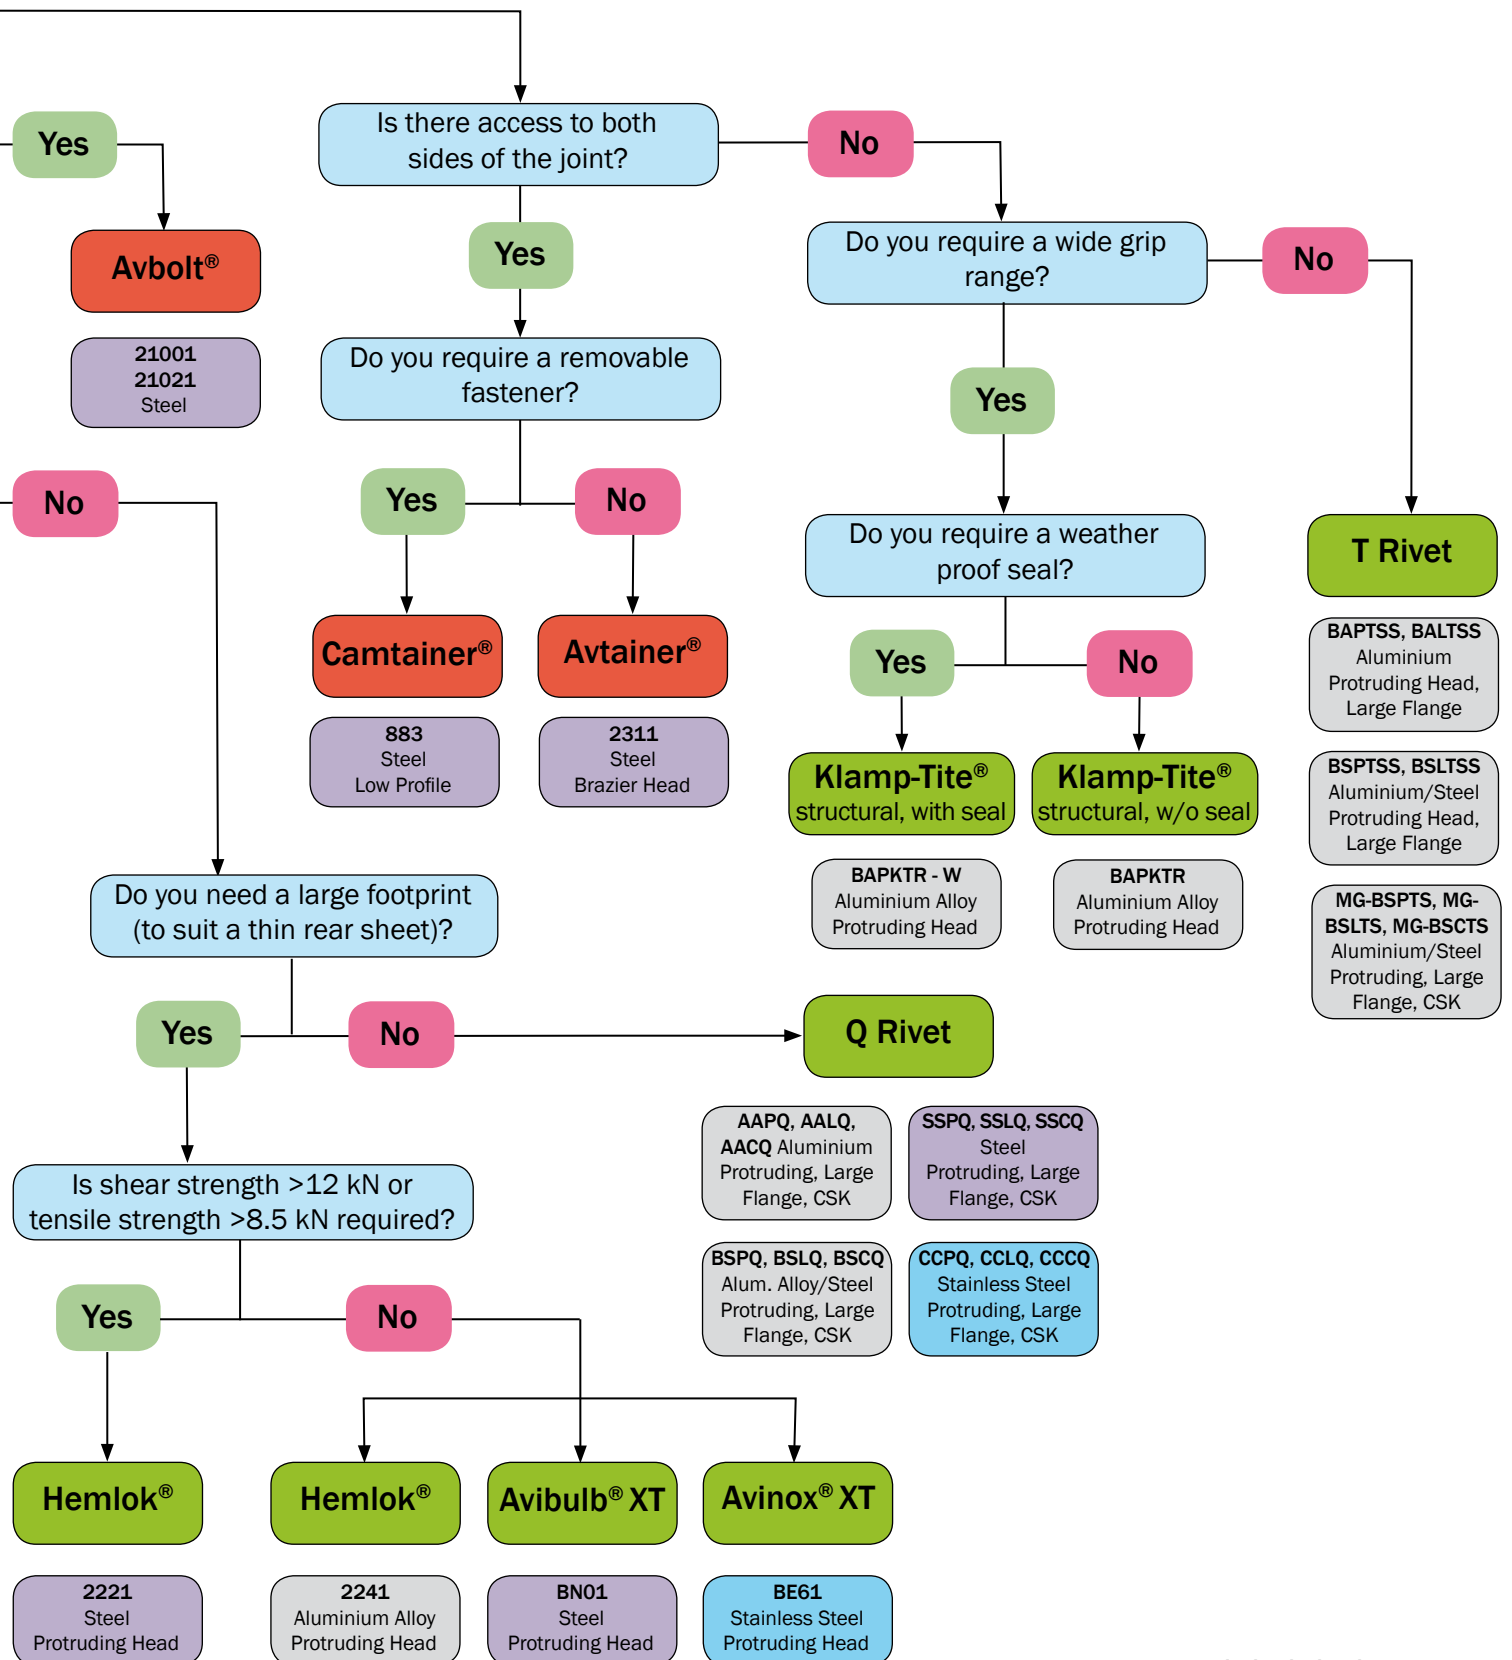 Is there access to both
sides of the joint?
Yes
No
Avbolt®
21001
21021
Steel
Yes
Do you require a wide grip
range?
No
Do you require a removable
fastener?
Yes
No
Yes
No
Do you require a weather
proof seal?
T Rivet
Camtainer®
Avtainer®
883
Steel
Low Profile
2311
Steel
Brazier Head
Yes
No
BAPTSS, BALTSS
Aluminium
Protruding Head,
Large Flange
BSPTSS, BSLTSS
Aluminium/Steel
Protruding Head,
Large Flange
MG-BSPTS, MG-
BSLTS, MG-BSCTS
Aluminium/Steel
Protruding, Large
Flange, CSK
Klamp-Tite®
structural, with seal
Klamp-Tite®
structural, w/o seal
BAPKTR - W
Aluminium Alloy
Protruding Head
BAPKTR
Aluminium Alloy
Protruding Head
Do you need a large footprint
(to suit a thin rear sheet)?
Yes
No
Q Rivet
AAPQ, AALQ,
AACQ Aluminium
Protruding, Large
Flange, CSK
SSPQ, SSLQ, SSCQ
Steel
Protruding, Large
Flange, CSK
BSPQ, BSLQ, BSCQ
Alum. Alloy/Steel
Protruding, Large
Flange, CSK
CCPQ, CCLQ, CCCQ
Stainless Steel
Protruding, Large
Flange, CSK
Is shear strength >12 kN or
tensile strength >8.5 kN required?
Yes
No
Hemlok®
Hemlok®
Avibulb® XT
Avinox® XT
2221
Steel
Protruding Head
2241
Aluminium Alloy
Protruding Head
BN01
Steel
Protruding Head
BE61
Stainless Steel
Protruding Head